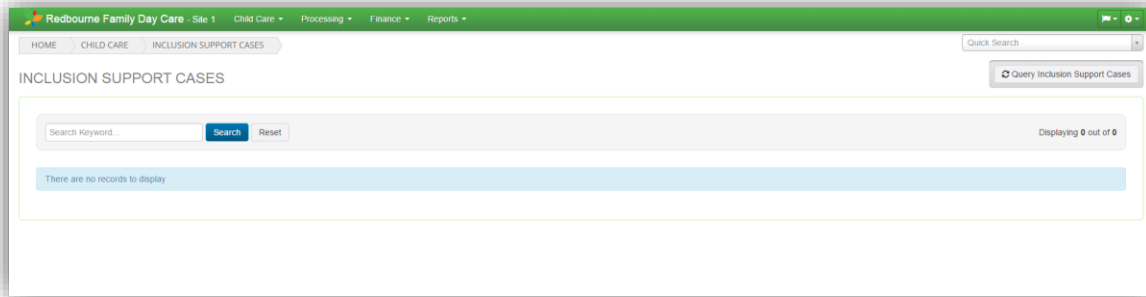 Redbourne Family Day Care - Site 1 Child Care Processing Finance Reports
HOME CHILD CARE INCLUSION SUPPORT CASES Quick Search
INCLUSION SUPPORT CASES Query Inclusion Support Cases
Search Keyword... Search Reset Displaying 0 out of 0
There are no records to display